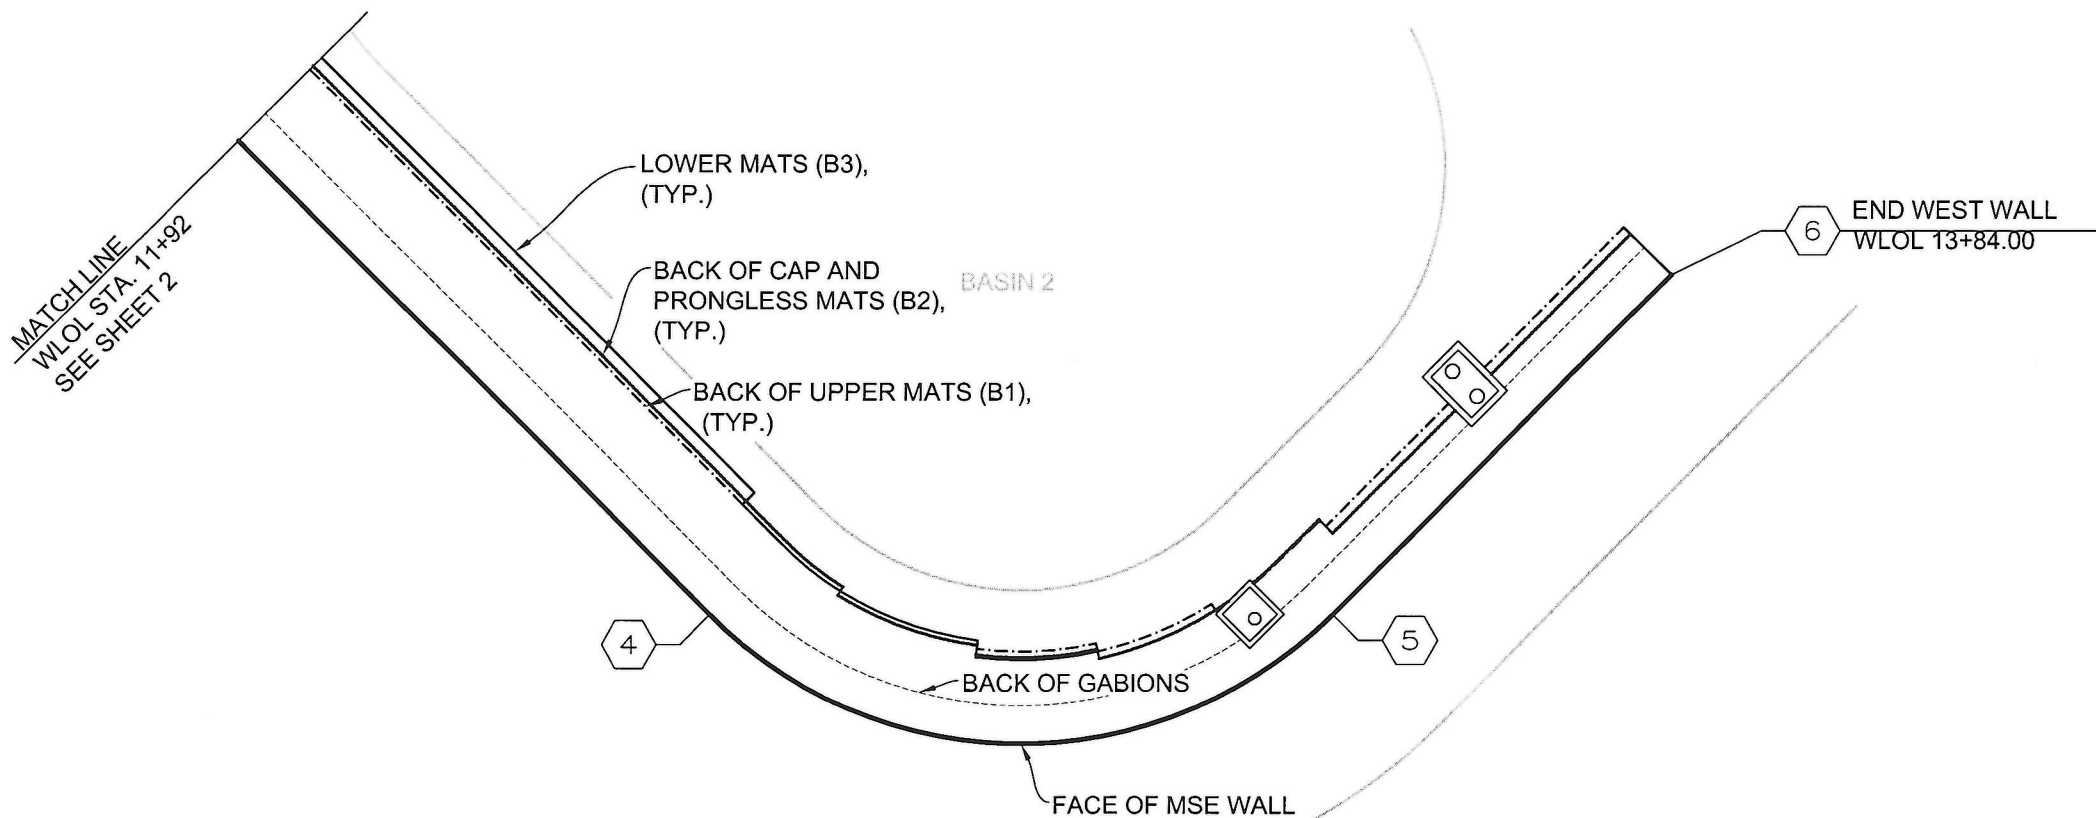 LOWER MATS (B3),
(TYP.)
MATCH LINE
WLOL STA. 11+92
SEE SHEET 2
BACK OF CAP AND
PRONGLESS MATS (B2),
(TYP.)
BASIN 2
6
END WEST WALL
WLOL 13+84.00
BACK OF UPPER MATS (B1),
(TYP.)
4
5
BACK OF GABIONS
FACE OF MSE WALL